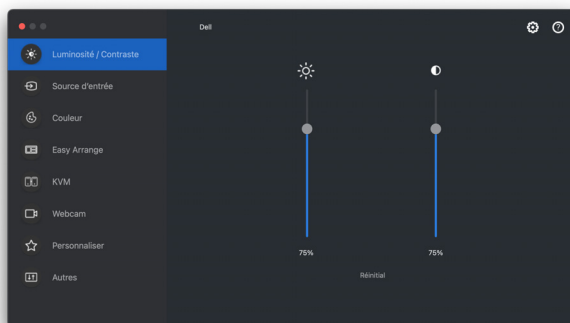 Dell
Luminosité / Contraste
Source d'entrée
Couleur
Easy Arrange
KVM
Webcam
Personnaliser
Autres
75%
75%
Réinitial